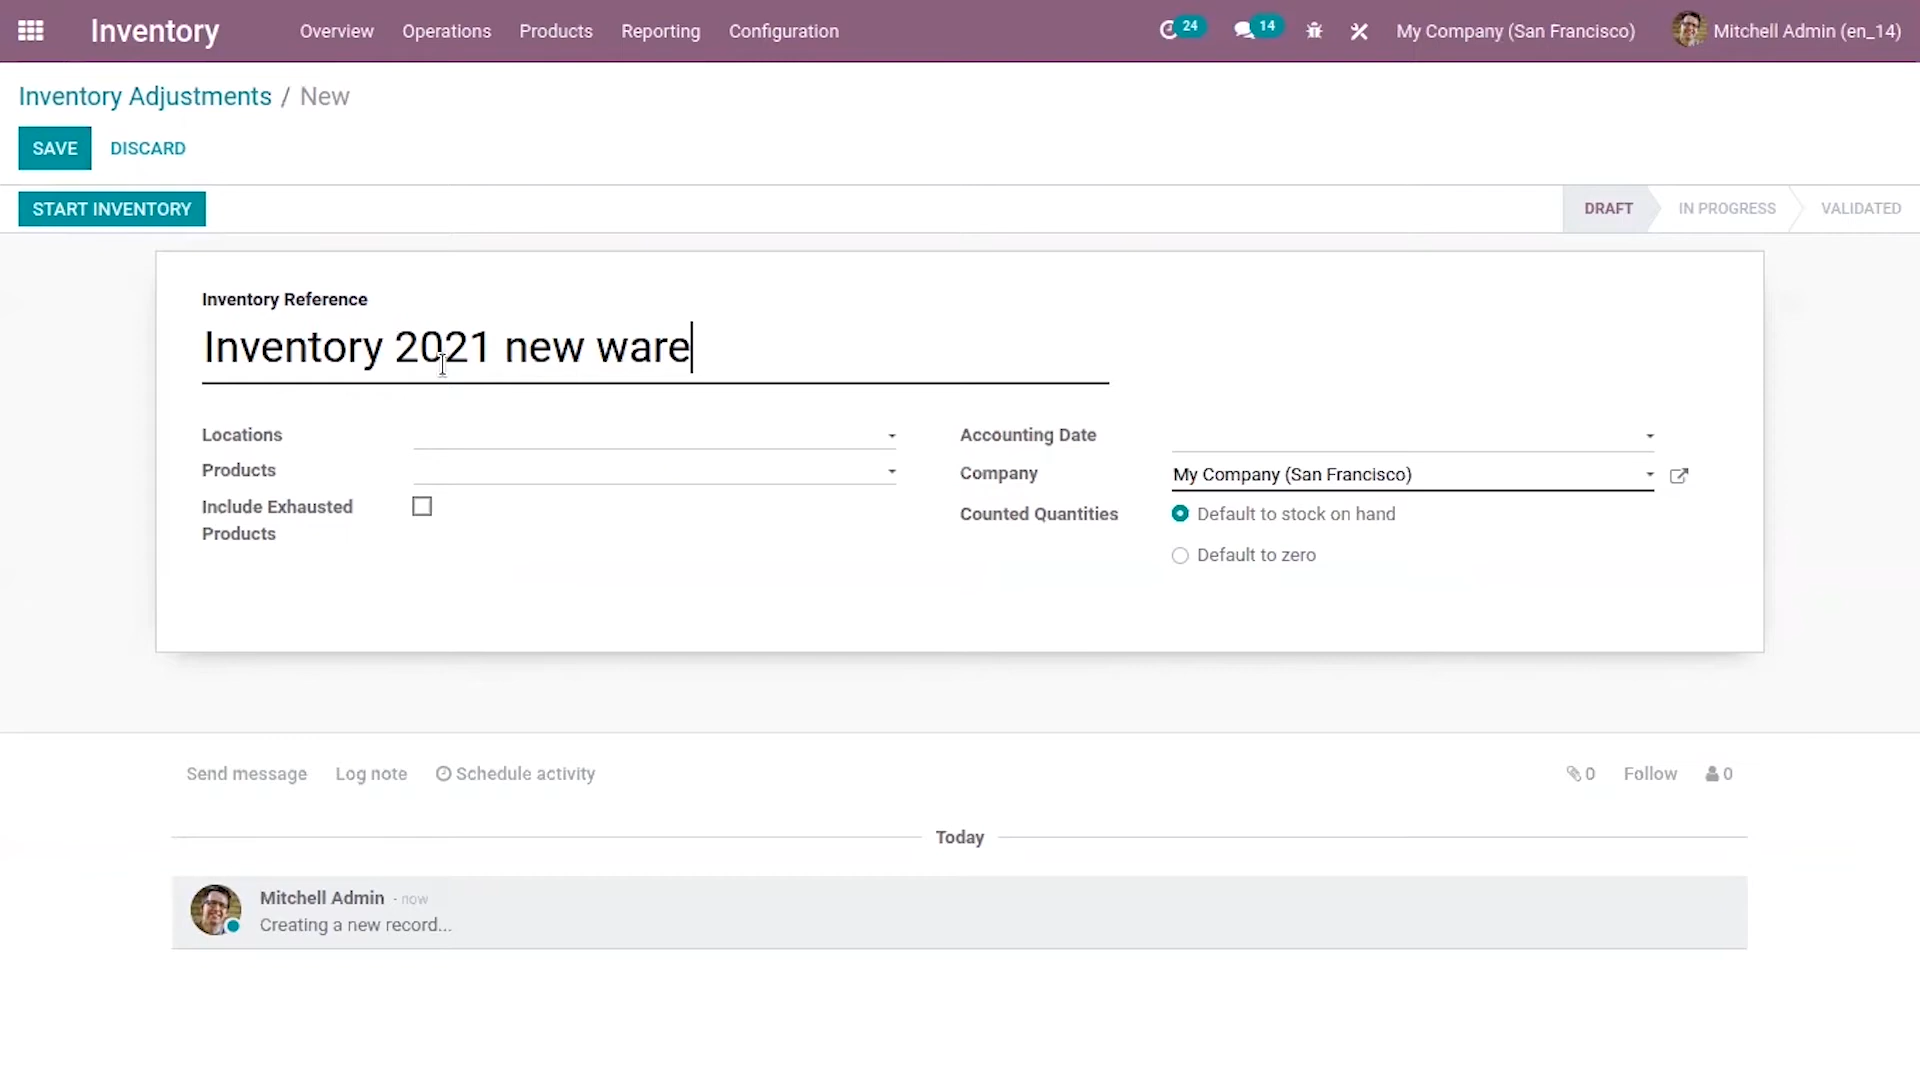 Inventory
Overview
Operations
Products
Reporting
Configuration
24
14
My Company (San Francisco)
Mitchell Admin (en_14)
Inventory Adjustments / New
SAVE
DISCARD
START INVENTORY
DRAFT
IN PROGRESS
VALIDATED
Inventory Reference
Inventory 2021 new ware
Locations
Products
Include Exhausted
Products
Accounting Date
Company
My Company (San Francisco)
Counted Quantities
Default to stock on hand
Default to zero
Send message
Log note
Schedule activity
0
Follow
0
Today
Mitchell Admin - now
Creating a new record...